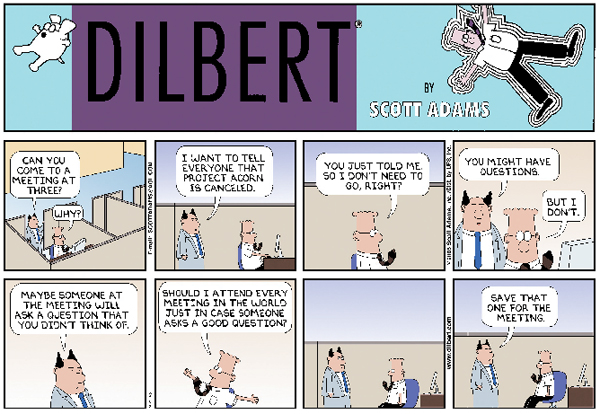 DILBERT®
BY
SCOTT ADAMS
CAN YOU
COME TO A
MEETING AT
THREE?
WHY?
I WANT TO TELL
EVERYONE THAT
PROJECT ACORN
IS CANCELED.
YOU JUST TOLD ME
SO I DON'T NEED TO
GO, RIGHT?
YOU MIGHT HAVE
QUESTIONS.
BUT I
DON'T.
MAYBE SOMEONE AT
THE MEETING WILL
ASK A QUESTION THAT
YOU DIDN'T THINK OF.
SHOULD I ATTEND EVERY
MEETING IN THE WORLD
JUST IN CASE SOMEONE
ASKS A GOOD QUESTION?
www.dilbert.com
SAVE THAT
ONE FOR THE
MEETING.